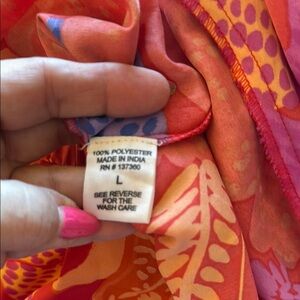 100% POLYESTER
MADE IN INDIA
RN # 137360
L
SEE REVERSE
FOR THE
WASH CARE